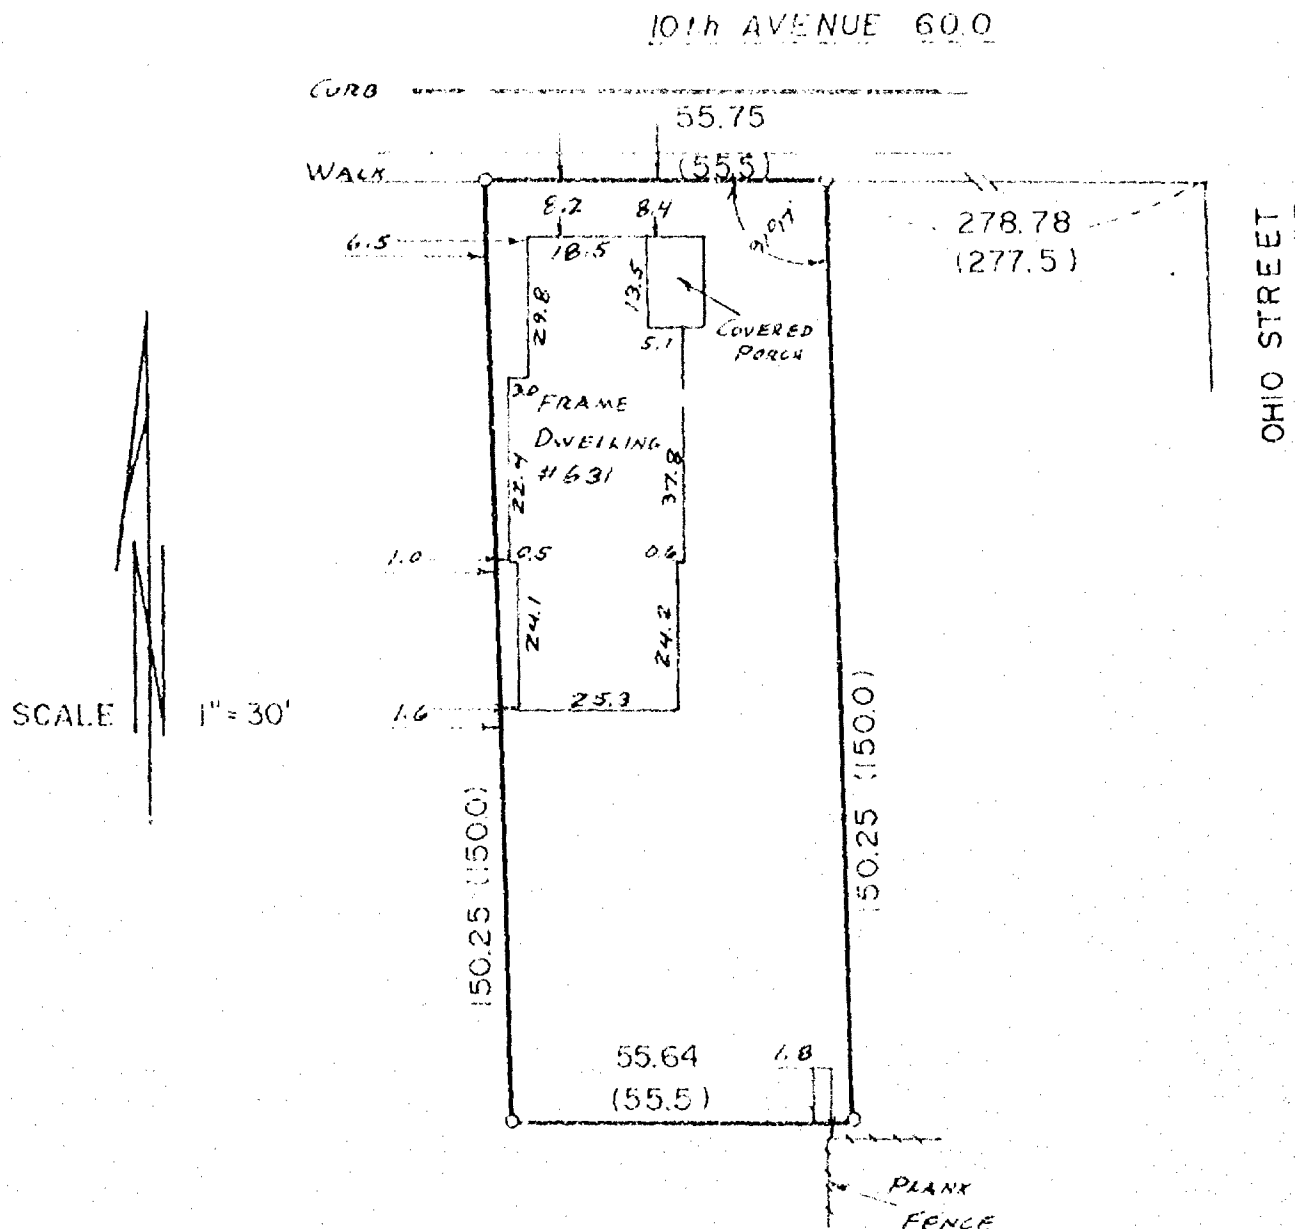 10th AVENUE 60.0
CURB
55.75
WALK
(55.5)
8.2 8.4
6.5
18.5
278.78
(277.5)
OHIO STREET
29.8
13.5
5.1
COVERED
PORCH
3.0
FRAME
DWELLING
#631
22.4
37.8
1.0
0.5
0.6
24.1
24.2
SCALE 1" = 30'
1.6
25.3
150.25 (150.0)
150.25 (150.0)
55.64
(55.5)
1.8
PLANK
FENCE